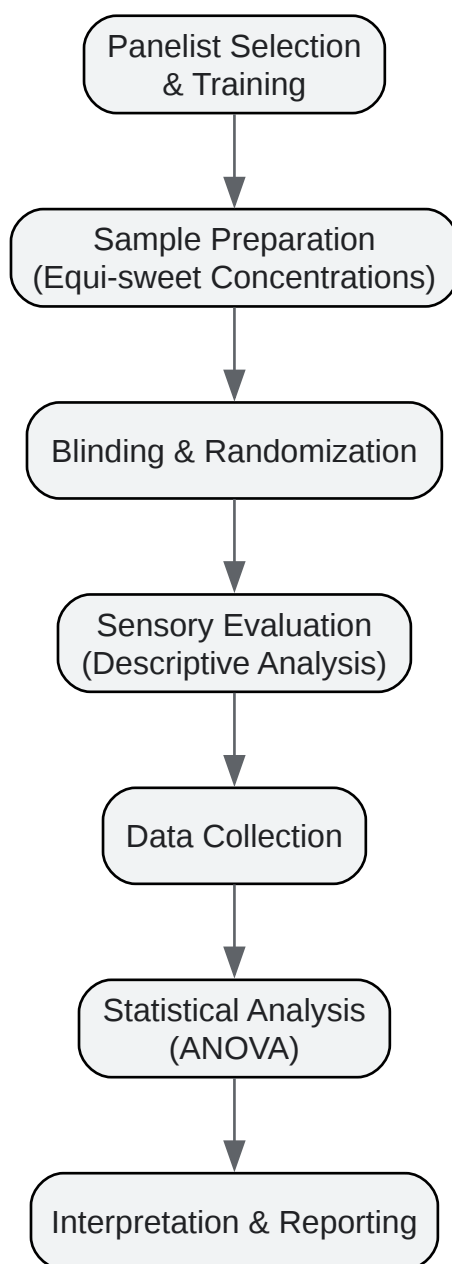 Panelist Selection
& Training
Sample Preparation
(Equi-sweet Concentrations)
Blinding & Randomization
Sensory Evaluation
(Descriptive Analysis)
Data Collection
Statistical Analysis
(ANOVA)
Interpretation & Reporting